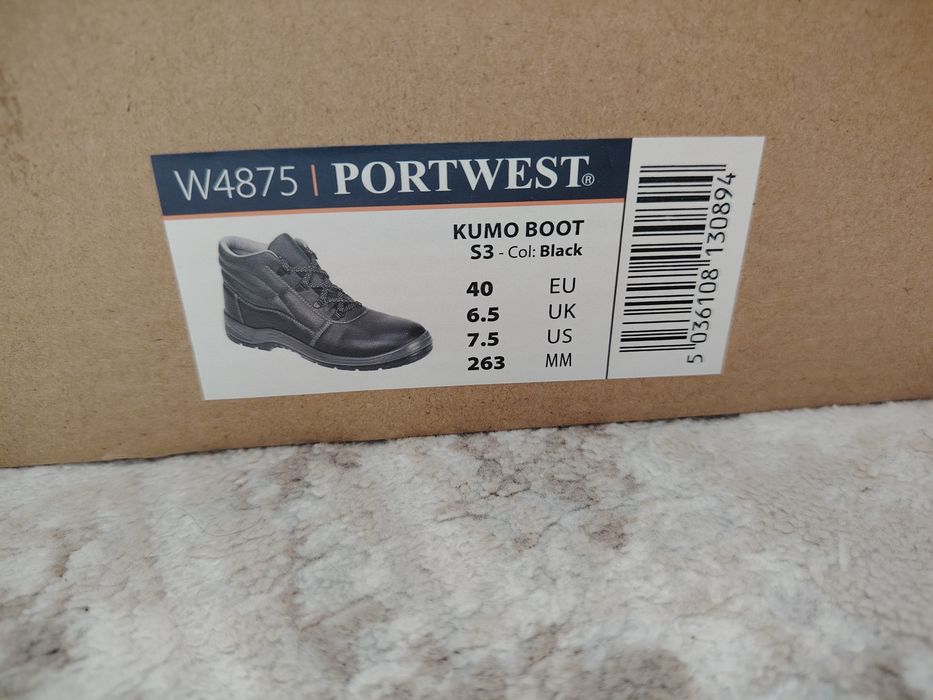 W4875 | PORTWEST®
KUMO BOOT
S3 - Col: Black
40 EU
6.5 UK
7.5 US
263 MM
5 036108 130894